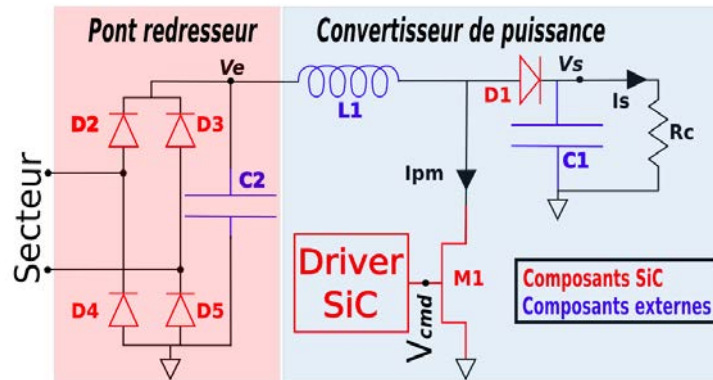 Pont redresseur
Convertisseur de puissance
Ve
Vs
D1
Is
L1
D2
D3
Rc
C1
C2
Ipm
Secteur
Driver
SiC
M1
Vcmd
Composants SiC
Composants externes
D4
D5